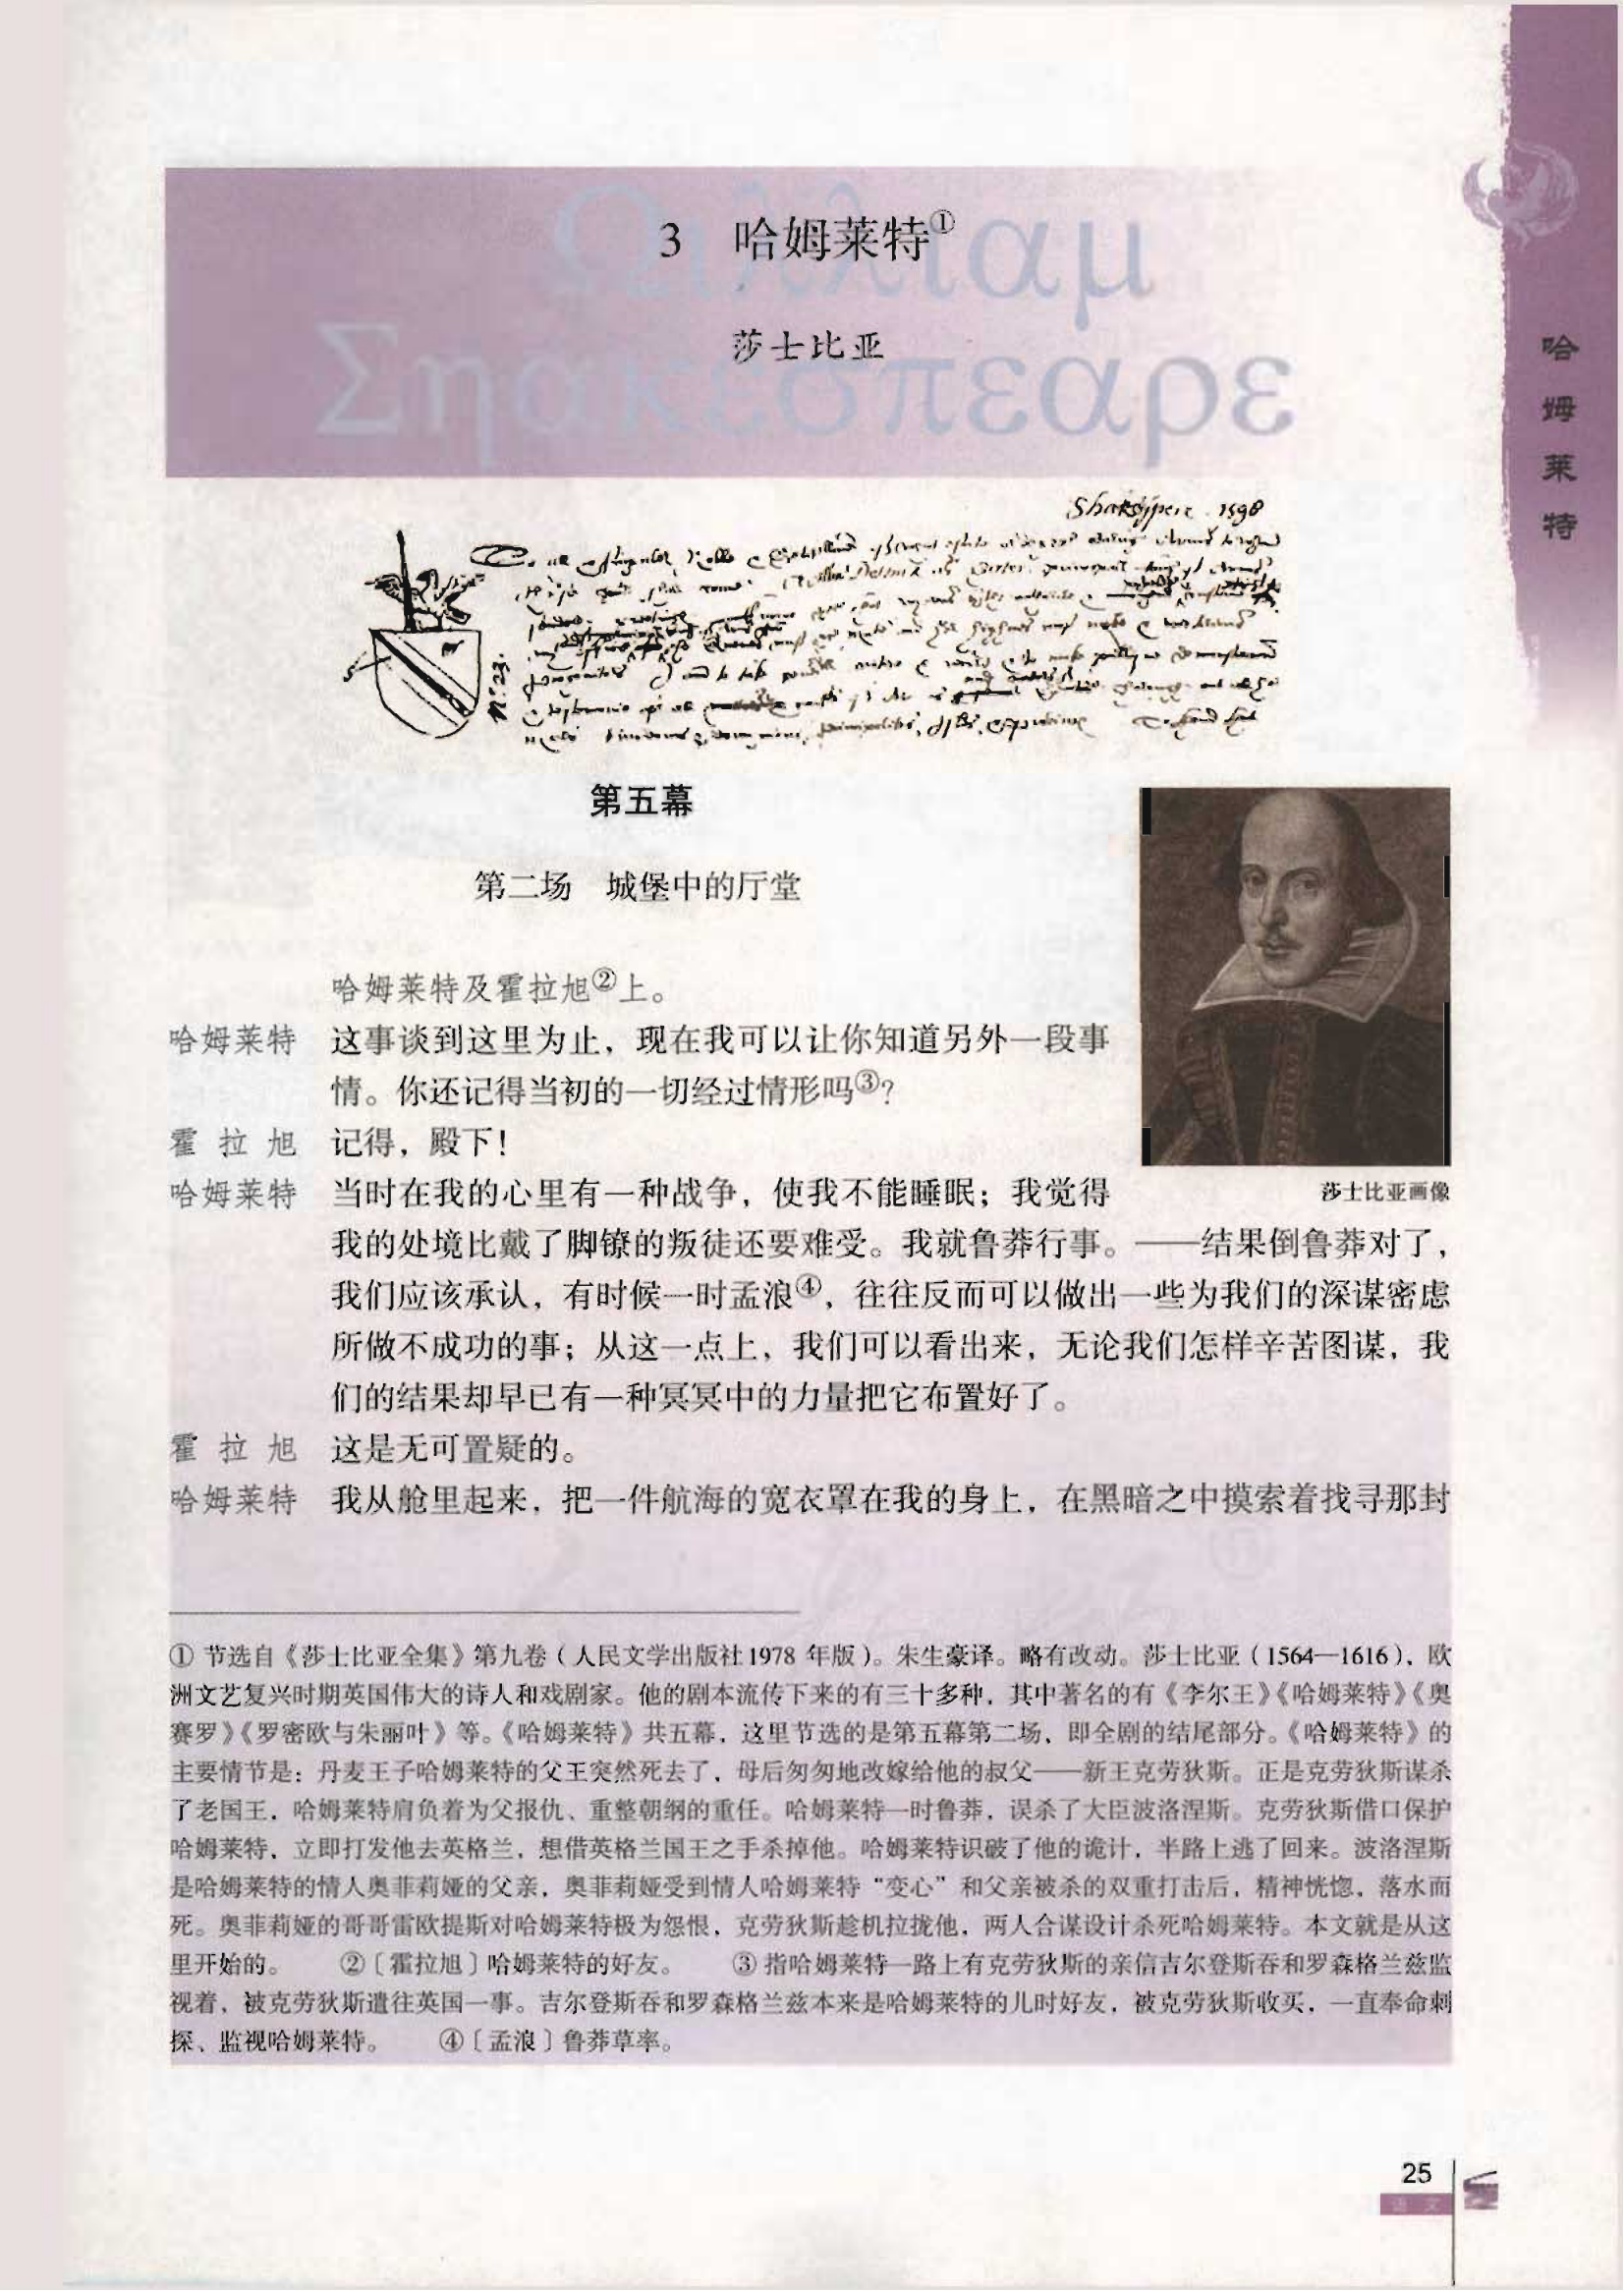 3 哈姆莱特①
莎士比亚
Ωιλλιαμ
Σηακεσπεαρε
哈姆莱特
1598
第五幕
第二场 城堡中的厅堂
哈姆莱特及霍拉旭②上。
哈姆莱特 这事谈到这里为止，现在我可以让你知道另外一段事
情。你还记得当初的一切经过情形吗③？
霍拉旭 记得，殿下！
哈姆莱特 当时在我的心里有一种战争，使我不能睡眠；我觉得
莎士比亚画像
我的处境比戴了脚镣的叛徒还要难受。我就鲁莽行事。——结果倒鲁莽对了，
我们应该承认，有时候一时孟浪④，往往反而可以做出一些为我们的深谋密虑
所做不成功的事；从这一点上，我们可以看出来，无论我们怎样辛苦图谋，我
们的结果却早已有一种冥冥中的力量把它布置好了。
霍拉旭 这是无可置疑的。
哈姆莱特 我从舱里起来，把一件航海的宽衣罩在我的身上，在黑暗之中摸索着找寻那封
① 节选自《莎士比亚全集》第九卷（人民文学出版社1978 年版）。朱生豪译。略有改动。莎士比亚（1564—1616），欧
洲文艺复兴时期英国伟大的诗人和戏剧家。他的剧本流传下来的有三十多种，其中著名的有《李尔王》《哈姆莱特》《奥
赛罗》《罗密欧与朱丽叶》等。《哈姆莱特》共五幕，这里节选的是第五幕第二场，即全剧的结尾部分。《哈姆莱特》的
主要情节是：丹麦王子哈姆莱特的父王突然死去了，母后匆匆地改嫁给他的叔父——新王克劳狄斯。正是克劳狄斯谋杀
了老国王，哈姆莱特肩负着为父报仇、重整朝纲的重任。哈姆莱特一时鲁莽，误杀了大臣波洛涅斯。克劳狄斯借口保护
哈姆莱特，立即打发他去英格兰，想借英格兰国王之手杀掉他。哈姆莱特识破了他的诡计，半路上逃了回来。波洛涅斯
是哈姆莱特的情人奥菲莉娅的父亲，奥菲莉娅受到情人哈姆莱特“变心”和父亲被杀的双重打击后，精神恍惚，落水而
死。奥菲莉娅的哥哥雷欧提斯对哈姆莱特极为怨恨，克劳狄斯趁机拉拢他，两人合谋设计杀死哈姆莱特。本文就是从这
里开始的。 ②〔霍拉旭〕哈姆莱特的好友。 ③ 指哈姆莱特一路上有克劳狄斯的亲信吉尔登斯吞和罗森格兰兹监
视着，被克劳狄斯遣往英国一事。吉尔登斯吞和罗森格兰兹本来是哈姆莱特的儿时好友，被克劳狄斯收买，一直奉命刺
探、监视哈姆莱特。 ④〔孟浪〕鲁莽草率。
25
语文